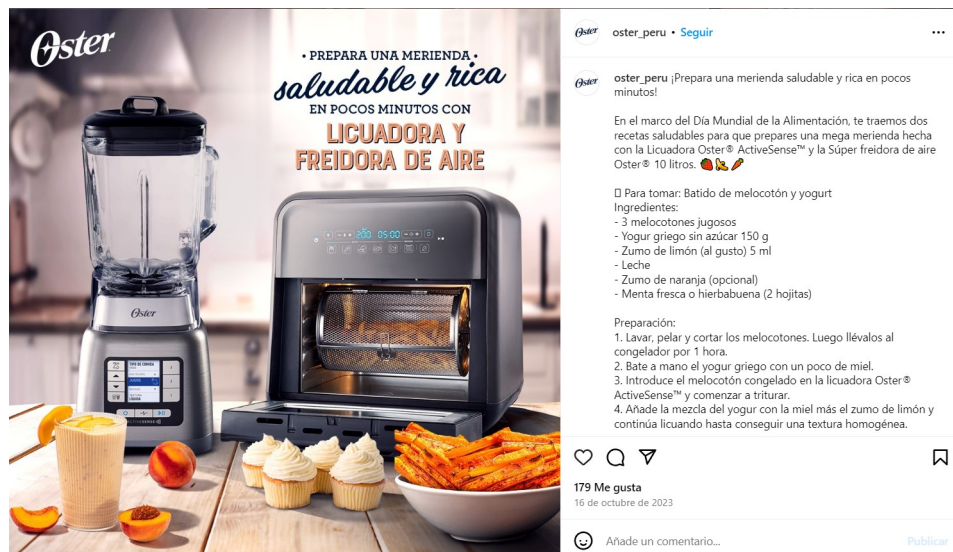 Oster
• PREPARA UNA MERIENDA •
saludable y rica
EN POCOS MINUTOS CON
LICUADORA Y
FREIDORA DE AIRE
200 05:00
Oster
TIPO DE COMIDA
ACTIVESENSE
Oster
oster_peru • Seguir
Oster
oster_peru ¡Prepara una merienda saludable y rica en pocos
minutos!
En el marco del Día Mundial de la Alimentación, te traemos dos
recetas saludables para que prepares una mega merienda hecha
con la Licuadora Oster® ActiveSense™ y la Súper freidora de aire
Oster® 10 litros. 🍓🍌🥕
Para tomar: Batido de melocotón y yogurt
Ingredientes:
- 3 melocotones jugosos
- Yogur griego sin azúcar 150 g
- Zumo de limón (al gusto) 5 ml
- Leche
- Zumo de naranja (opcional)
- Menta fresca o hierbabuena (2 hojitas)
Preparación:
1. Lavar, pelar y cortar los melocotones. Luego llévalos al
congelador por 1 hora.
2. Bate a mano el yogur griego con un poco de miel.
3. Introduce el melocotón congelado en la licuadora Oster®
ActiveSense™ y comenzar a triturar.
4. Añade la mezcla del yogur con la miel más el zumo de limón y
continúa licuando hasta conseguir una textura homogénea.
179 Me gusta
16 de octubre de 2023
Añade un comentario...
Publicar